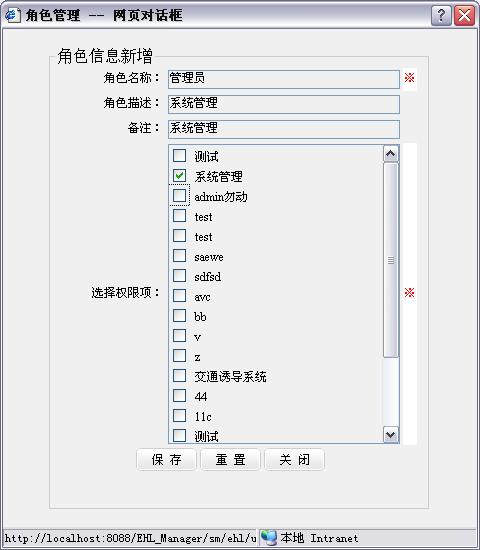 角色管理 -- 网页对话框
角色信息新增
角色名称： 管理员 ※
角色描述： 系统管理
备注： 系统管理
测试
系统管理
admin勿动
test
test
saewe
sdfsd
选择权限项： avc ※
bb
v
z
交通诱导系统
44
11c
测试
保 存 重 置 关 闭
http://localhost:8088/EHL_Manager/sm/ehl/u 本地 Intranet